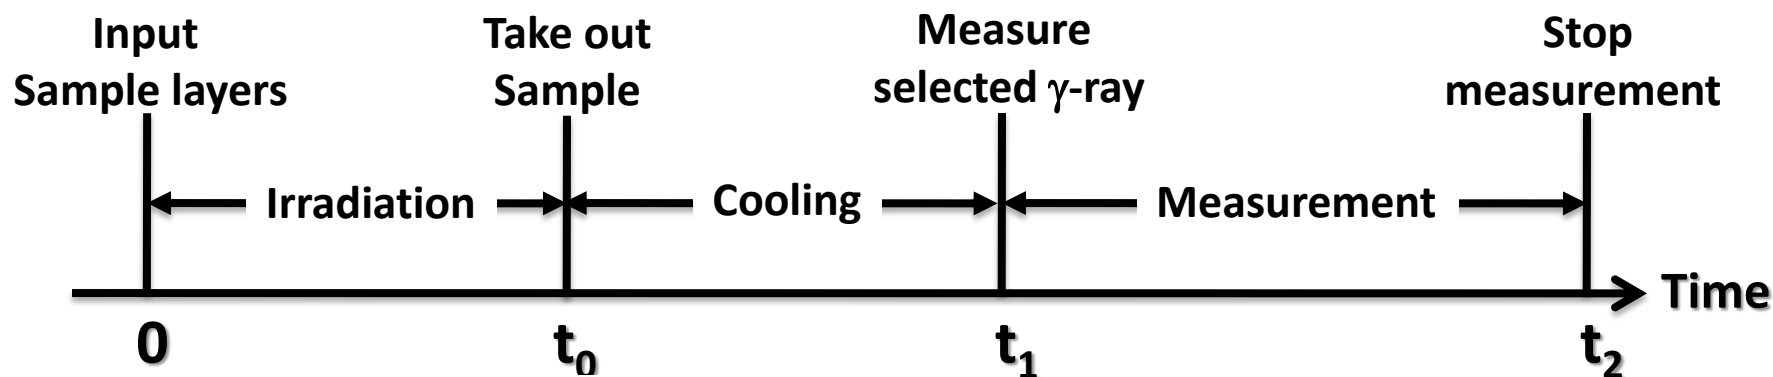 Input
Sample layers
Take out
Sample
Measure
selected γ-ray
Stop
measurement
Irradiation
Cooling
Measurement
Time
0
t₀
t₁
t₂